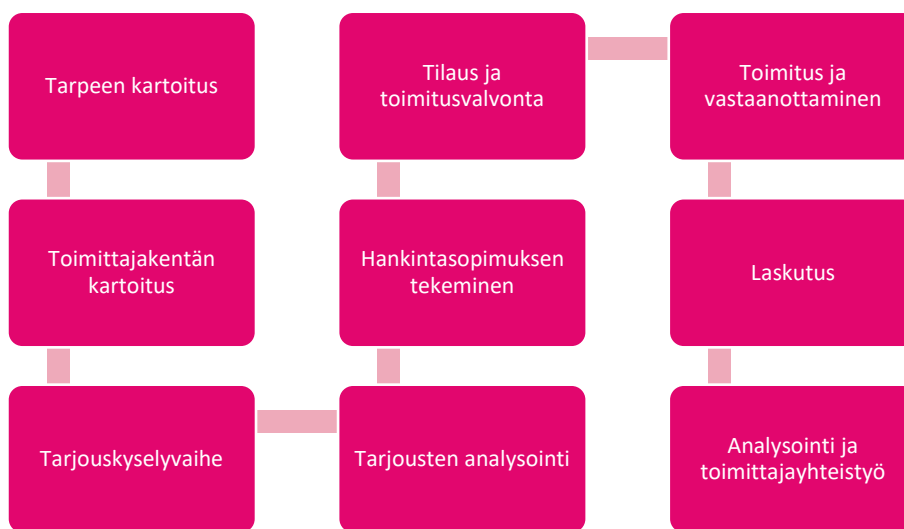 Tarpeen kartoitus
Toimittajakentän
kartoitus
Tarjouskyselyvaihe
Tarjousten analysointi
Hankintasopimuksen
tekeminen
Tilaus ja
toimitusvalvonta
Toimitus ja
vastaanottaminen
Laskutus
Analysointi ja
toimittajayhteistyö